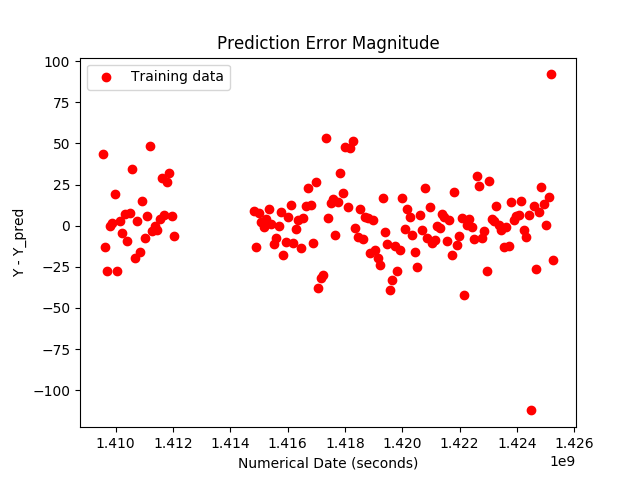 Prediction Error Magnitude
Training data
100
75
50
25
0
−25
−50
−75
−100
Y - Y_pred
1.410 1.412 1.414 1.416 1.418 1.420 1.422 1.424 1.426
1e9
Numerical Date (seconds)